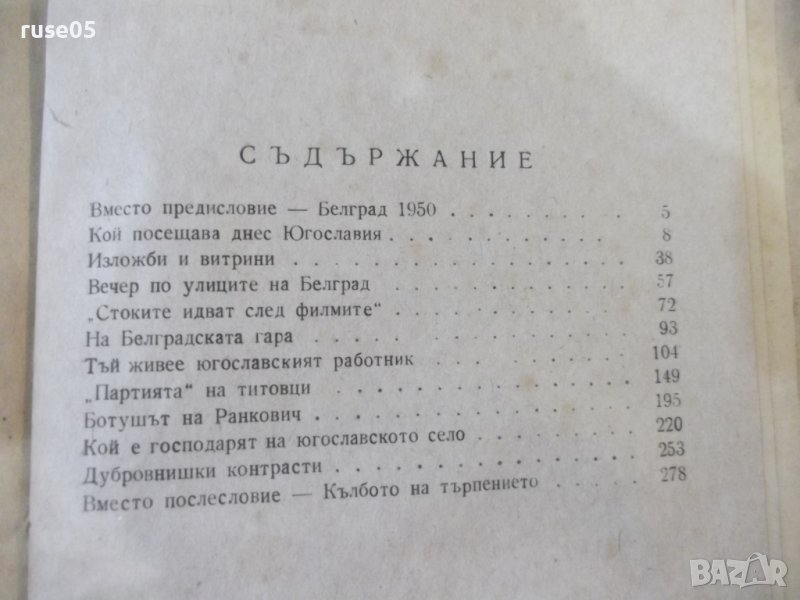 ruse05
СЪДЪРЖАНИЕ
Вместо предисловие — Белград 1950 . . . . . . . . 5
Кой посещава днес Югославия . . . . . . . . 8
Изложби и витрини . . . . . . . . . . . . 38
Вечер по улиците на Белград . . . . . . . . 57
„Стоките идват след филмите“ . . . . . . . . 72
На Белградската гара . . . . . . . . . . . 93
Тъй живее югославският работник . . . . . . . 104
„Партията“ на титовци . . . . . . . . . . . 149
Ботушът на Ранкович . . . . . . . . . . . 195
Кой е господарят на югославското село . . . . . . 220
Дубровнишки контрасти . . . . . . . . . . 253
Вместо послесловие — Кълбото на търпението . . . . . 278
BAZAR
bazar.bg